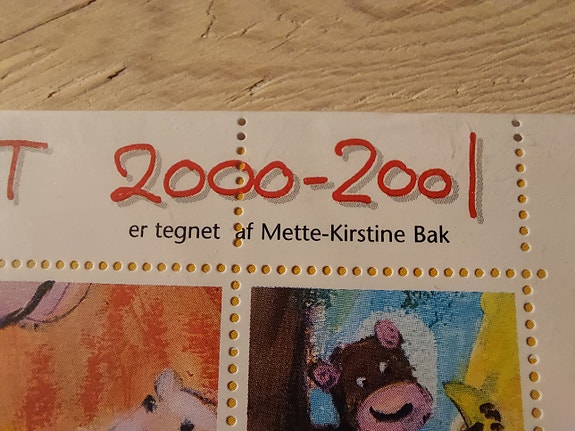 T 2000-2001
er tegnet af Mette-Kirstine Bak